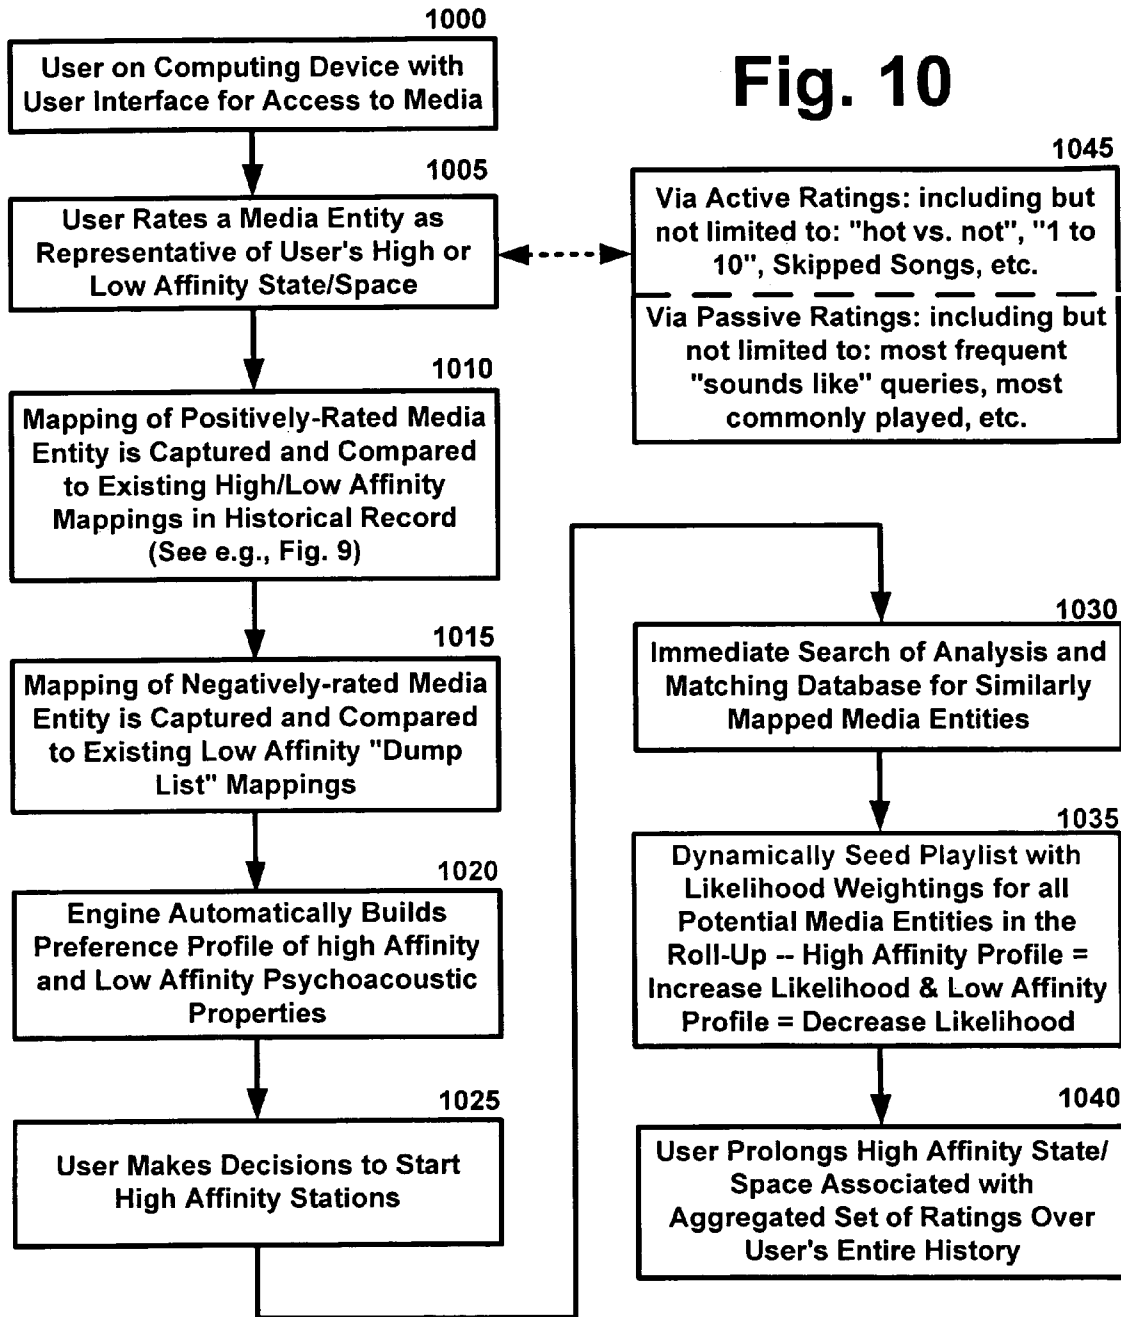 Fig. 10
1000
User on Computing Device with
User Interface for Access to Media
1005
User Rates a Media Entity as
Representative of User's High or
Low Affinity State/Space
1045
Via Active Ratings: including but
not limited to: "hot vs. not", "1 to
10", Skipped Songs, etc.
Via Passive Ratings: including but
not limited to: most frequent
"sounds like" queries, most
commonly played, etc.
1010
Mapping of Positively-Rated Media
Entity is Captured and Compared
to Existing High/Low Affinity
Mappings in Historical Record
(See e.g., Fig. 9)
1015
Mapping of Negatively-rated Media
Entity is Captured and Compared
to Existing Low Affinity "Dump
List" Mappings
1020
Engine Automatically Builds
Preference Profile of high Affinity
and Low Affinity Psychoacoustic
Properties
1025
User Makes Decisions to Start
High Affinity Stations
1030
Immediate Search of Analysis and
Matching Database for Similarly
Mapped Media Entities
1035
Dynamically Seed Playlist with
Likelihood Weightings for all
Potential Media Entities in the
Roll-Up -- High Affinity Profile =
Increase Likelihood & Low Affinity
Profile = Decrease Likelihood
1040
User Prolongs High Affinity State/
Space Associated with
Aggregated Set of Ratings Over
User's Entire History